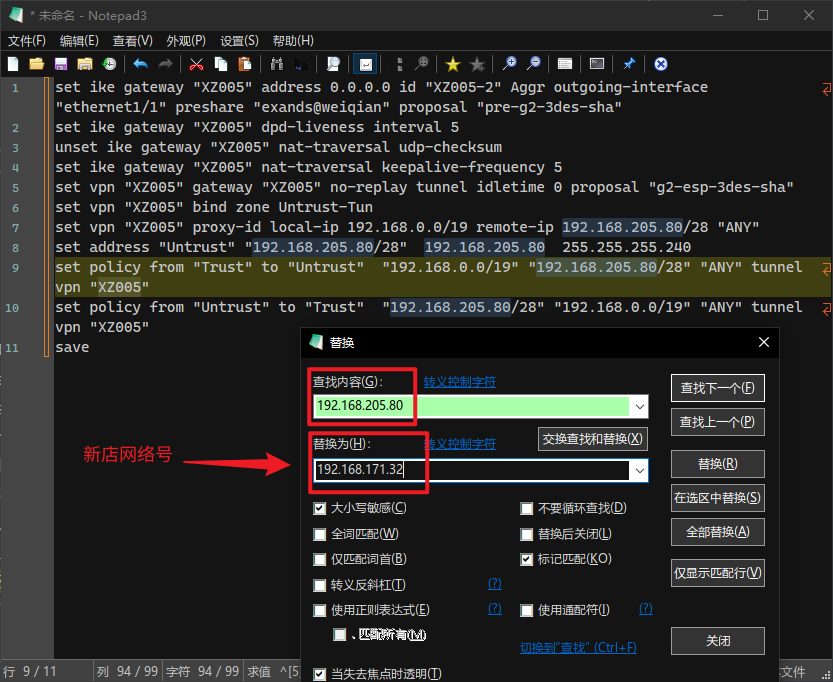 * 未命名 - Notepad3
文件(F) 编辑(E) 查看(V) 外观(P) 设置(S) 帮助(H)
1 set ike gateway "XZ005" address 0.0.0.0 id "XZ005-2" Aggr outgoing-interface
"ethernet1/1" preshare "exands@weiqian" proposal "pre-g2-3des-sha"
2 set ike gateway "XZ005" dpd-liveness interval 5
3 unset ike gateway "XZ005" nat-traversal udp-checksum
4 set ike gateway "XZ005" nat-traversal keepalive-frequency 5
5 set vpn "XZ005" gateway "XZ005" no-replay tunnel idletime 0 proposal "g2-esp-3des-sha"
6 set vpn "XZ005" bind zone Untrust-Tun
7 set vpn "XZ005" proxy-id local-ip 192.168.0.0/19 remote-ip 192.168.205.80/28 "ANY"
8 set address "Untrust" "192.168.205.80/28"  192.168.205.80  255.255.255.240
9 set policy from "Trust" to "Untrust"  "192.168.0.0/19" "192.168.205.80/28" "ANY" tunnel
vpn "XZ005"
10 set policy from "Untrust" to "Trust"  "192.168.205.80/28" "192.168.0.0/19" "ANY" tunnel
vpn "XZ005"
11 save
替换
查找内容(G): 转义控制字符
192.168.205.80
查找下一个(F)
查找上一个(P)
替换为(H): 转义控制字符 交换查找和替换(X)
新店网络号
192.168.171.32
替换(R)
在选区中替换(S)
全部替换(A)
仅显示匹配行(V)
大小写敏感(C) 不要循环查找(D)
全词匹配(W) 替换后关闭(L)
仅匹配词首(B) 标记匹配(KO)
转义反斜杠(T) (?)
使用正则表达式(E) (?) 使用通配符(I) (?)
、匹配所有(M)
切换到"查找" (Ctrl+F)
关闭
当失去焦点时透明(T)
行 9 / 11 列 94 / 99 字符 94 / 99 求值 ^[5] 文件